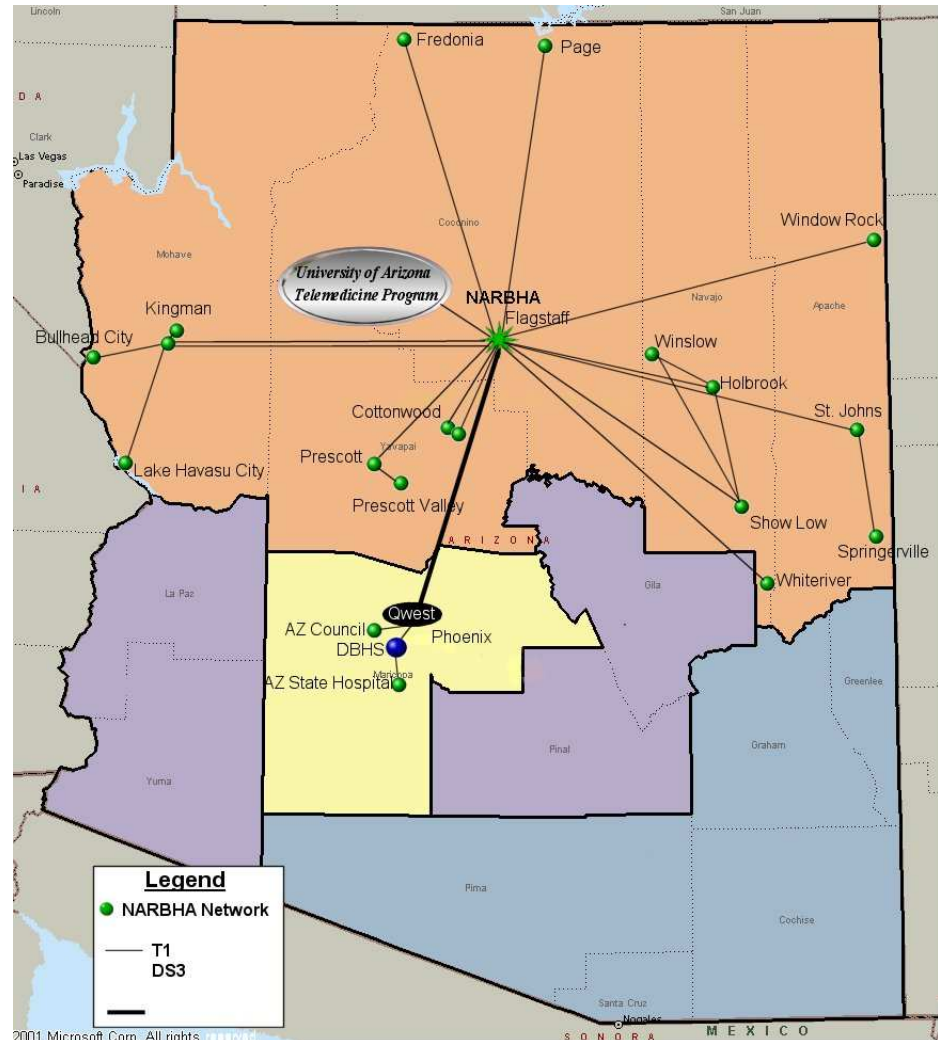 Lincoln
San Juan
Fredonia
Page
D A
Clark
Las Vegas
Paradise
Window Rock
Coconino
Mohave
University of Arizona
Telemedicine Program
NARBHA
Flagstaff
Navajo
Apache
Kingman
Bullhead City
Winslow
Holbrook
St. Johns
Cottonwood
Yavapai
Prescott
Lake Havasu City
Prescott Valley
I A
Show Low
A R I Z O N A
Springerville
Whiteriver
Gila
La Paz
Qwest
AZ Council
Phoenix
DBHS
Maricopa
AZ State Hospital
Greenlee
Graham
Pinal
Yuma
Legend
NARBHA Network
T1
DS3
Pima
Cochise
Santa Cruz
Nogales
S O N O R A
M E X I C O
2001 Microsoft Corp. All rights reserved